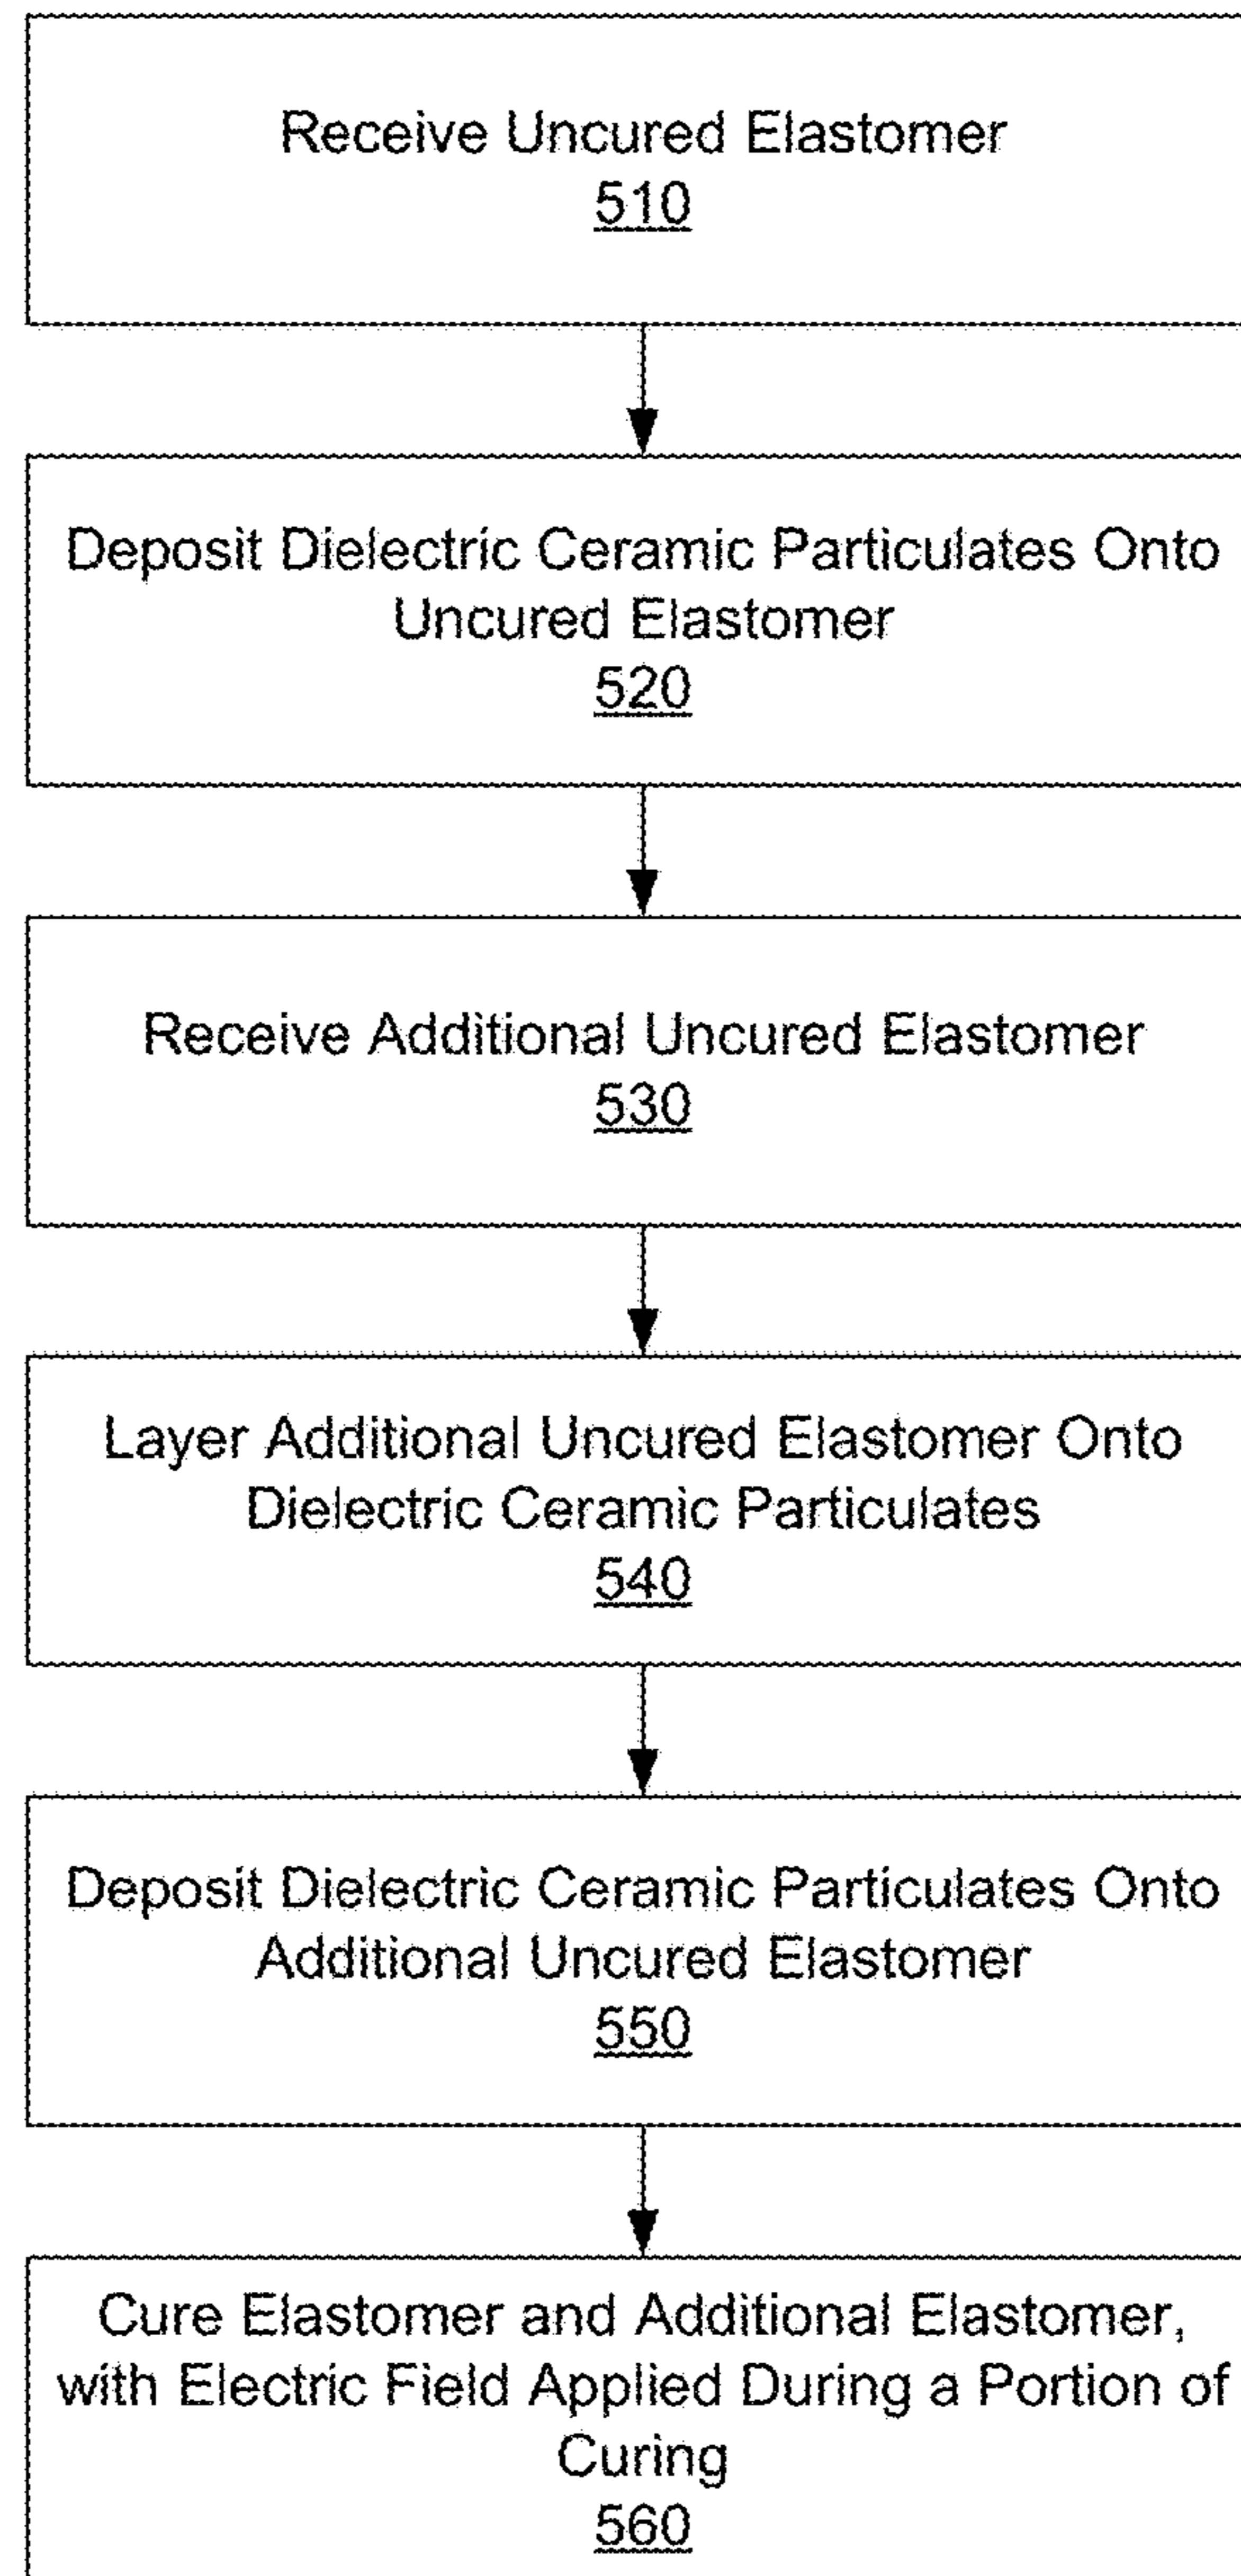 Receive Uncured Elastomer
510
Deposit Dielectric Ceramic Particulates Onto
Uncured Elastomer
520
Receive Additional Uncured Elastomer
530
Layer Additional Uncured Elastomer Onto
Dielectric Ceramic Particulates
540
Deposit Dielectric Ceramic Particulates Onto
Additional Uncured Elastomer
550
Cure Elastomer and Additional Elastomer,
with Electric Field Applied During a Portion of
Curing
560